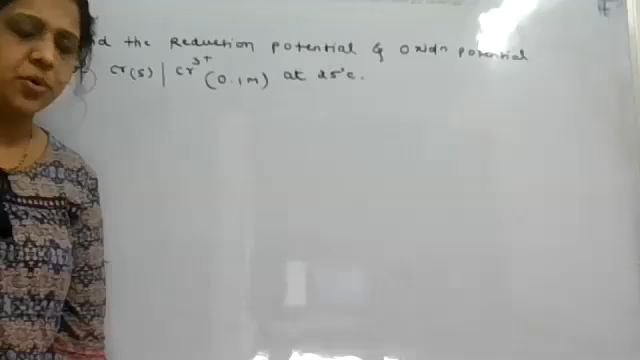 d the Reduction potential & oxidn potential
Cr(s) | Cr³⁺ (0.1M) at 25°c.